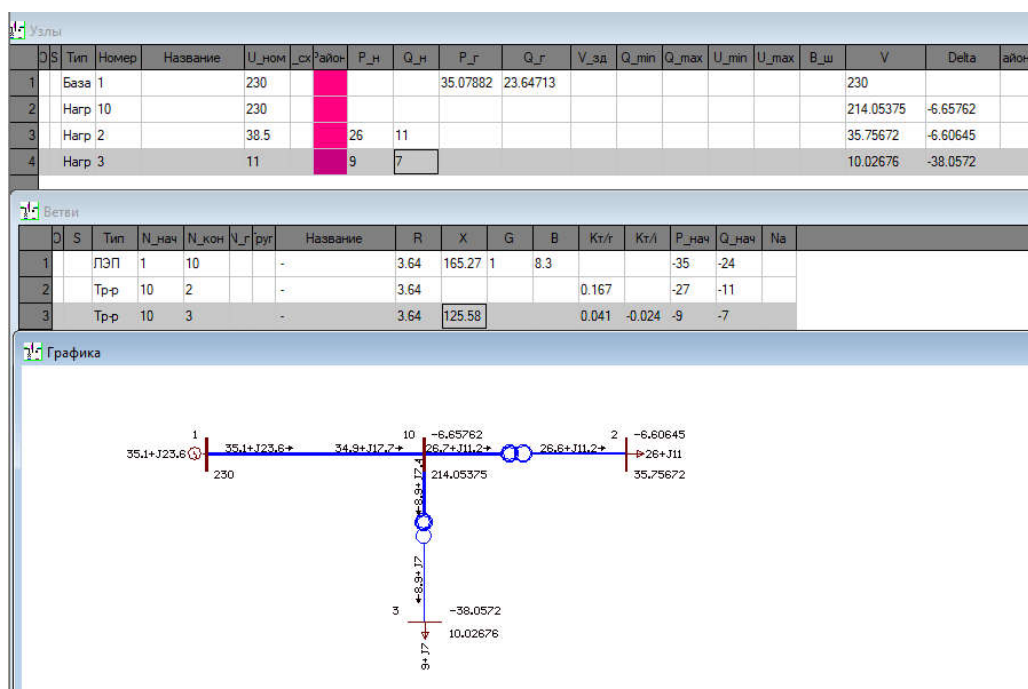 Узлы
O S Тип Номер Название U_ном _сх Район P_н Q_н P_г Q_г V_зд Q_min Q_max U_min U_max B_ш V Delta айон
1 База 1 230 35.07882 23.64713 230
2 Нагр 10 230 214.05375 -6.65762
3 Нагр 2 38.5 26 11 35.75672 -6.60645
4 Нагр 3 11 9 7 10.02676 -38.0572
Ветви
O S Тип N_нач N_кон N_г руг Название R X G B Кт/r Кт/i P_нач Q_нач Na
1 ЛЭП 1 10 - 3.64 165.27 1 8.3 -35 -24
2 Тр-р 10 2 - 3.64 0.167 -27 -11
3 Тр-р 10 3 - 3.64 125.58 0.041 -0.024 -9 -7
Графика
1 10 -6.65762 2 -6.60645
35.1+J23.6 35.1+J23.6 34.9+J17.7 26.7+J11.2 26.6+J11.2 26+J11
230 214.05375 35.75672
8.9+J7.4
8.9+J7
3 -38.0572
10.02676
9+J7